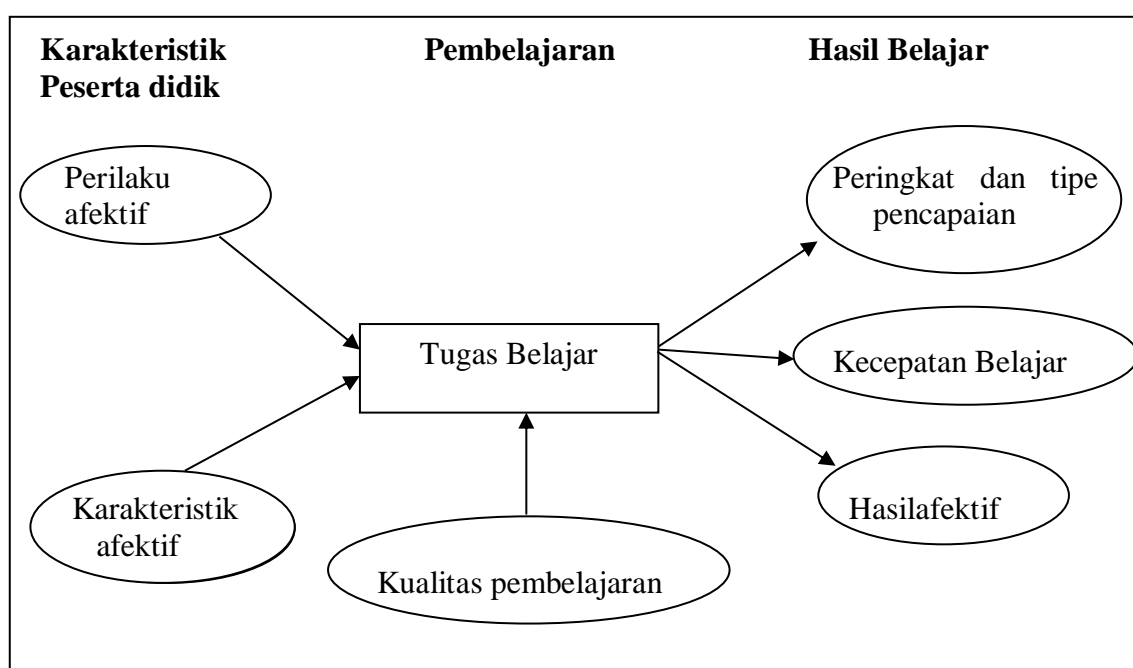 Karakteristik
Peserta didik
Pembelajaran
Hasil Belajar
Perilaku
afektif
Peringkat dan tipe
pencapaian
Tugas Belajar
Kecepatan Belajar
Karakteristik
afektif
Hasilafektif
Kualitas pembelajaran